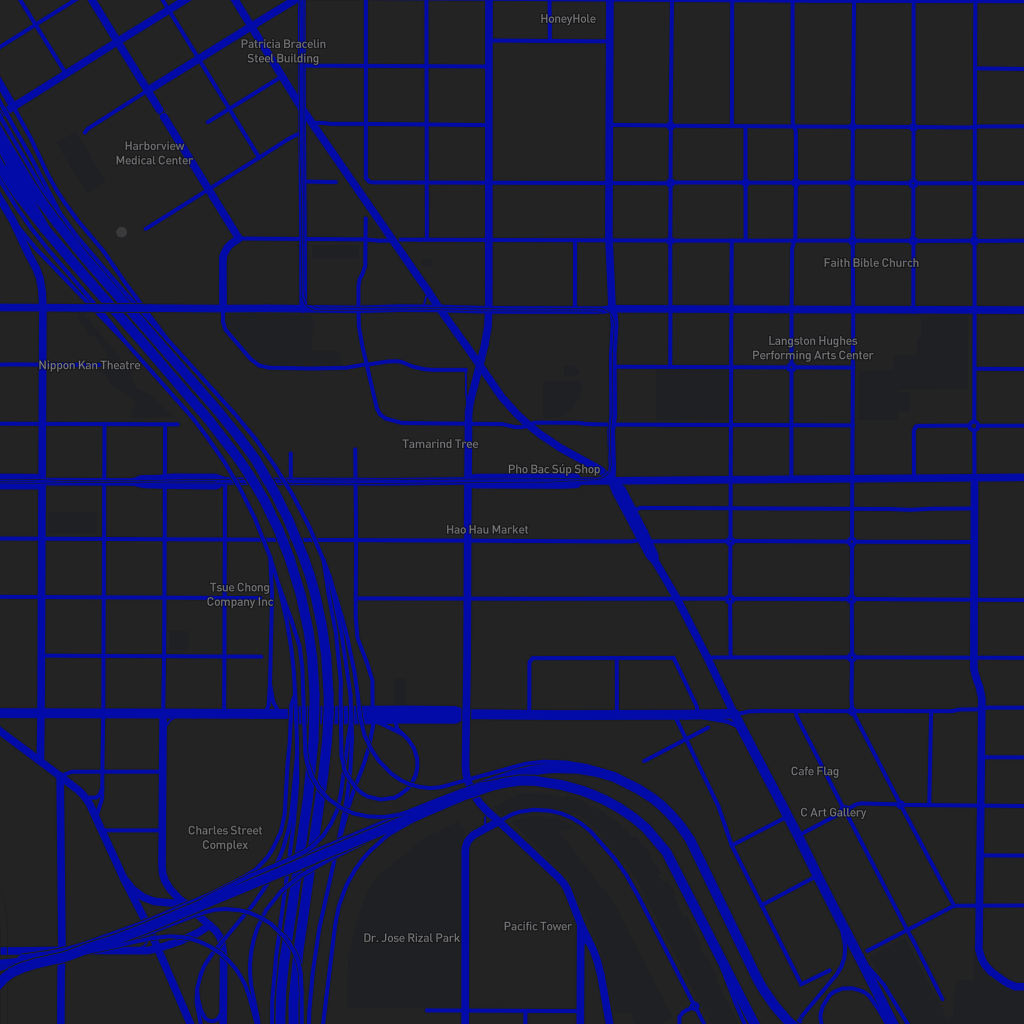 HoneyHole
Patricia Bracelin
Steel Building
Harborview
Medical Center
Faith Bible Church
Langston Hughes
Performing Arts Center
Nippon Kan Theatre
Tamarind Tree
Pho Bac Súp Shop
Hao Hau Market
Tsue Chong
Company Inc
Cafe Flag
C Art Gallery
Charles Street
Complex
Pacific Tower
Dr. Jose Rizal Park